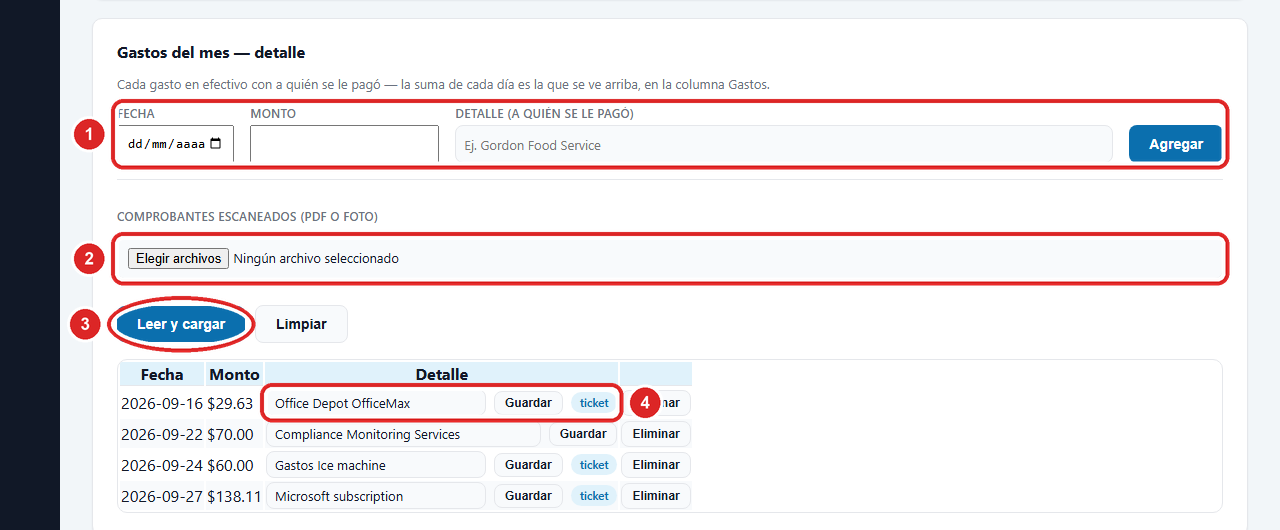 Gastos del mes — detalle
Cada gasto en efectivo con a quién se le pagó — la suma de cada día es la que se ve arriba, en la columna Gastos.
FECHA MONTO DETALLE (A QUIÉN SE LE PAGÓ)
1 dd/mm/aaaa Ej. Gordon Food Service Agregar
COMPROBANTES ESCANEADOS (PDF O FOTO)
2 Elegir archivos Ningún archivo seleccionado
3 Leer y cargar Limpiar
Fecha Monto Detalle
2026-09-16 $29.63 Office Depot OfficeMax Guardar ticket 4
2026-09-22 $70.00 Compliance Monitoring Services Guardar Eliminar
2026-09-24 $60.00 Gastos Ice machine Guardar ticket Eliminar
2026-09-27 $138.11 Microsoft subscription Guardar ticket Eliminar